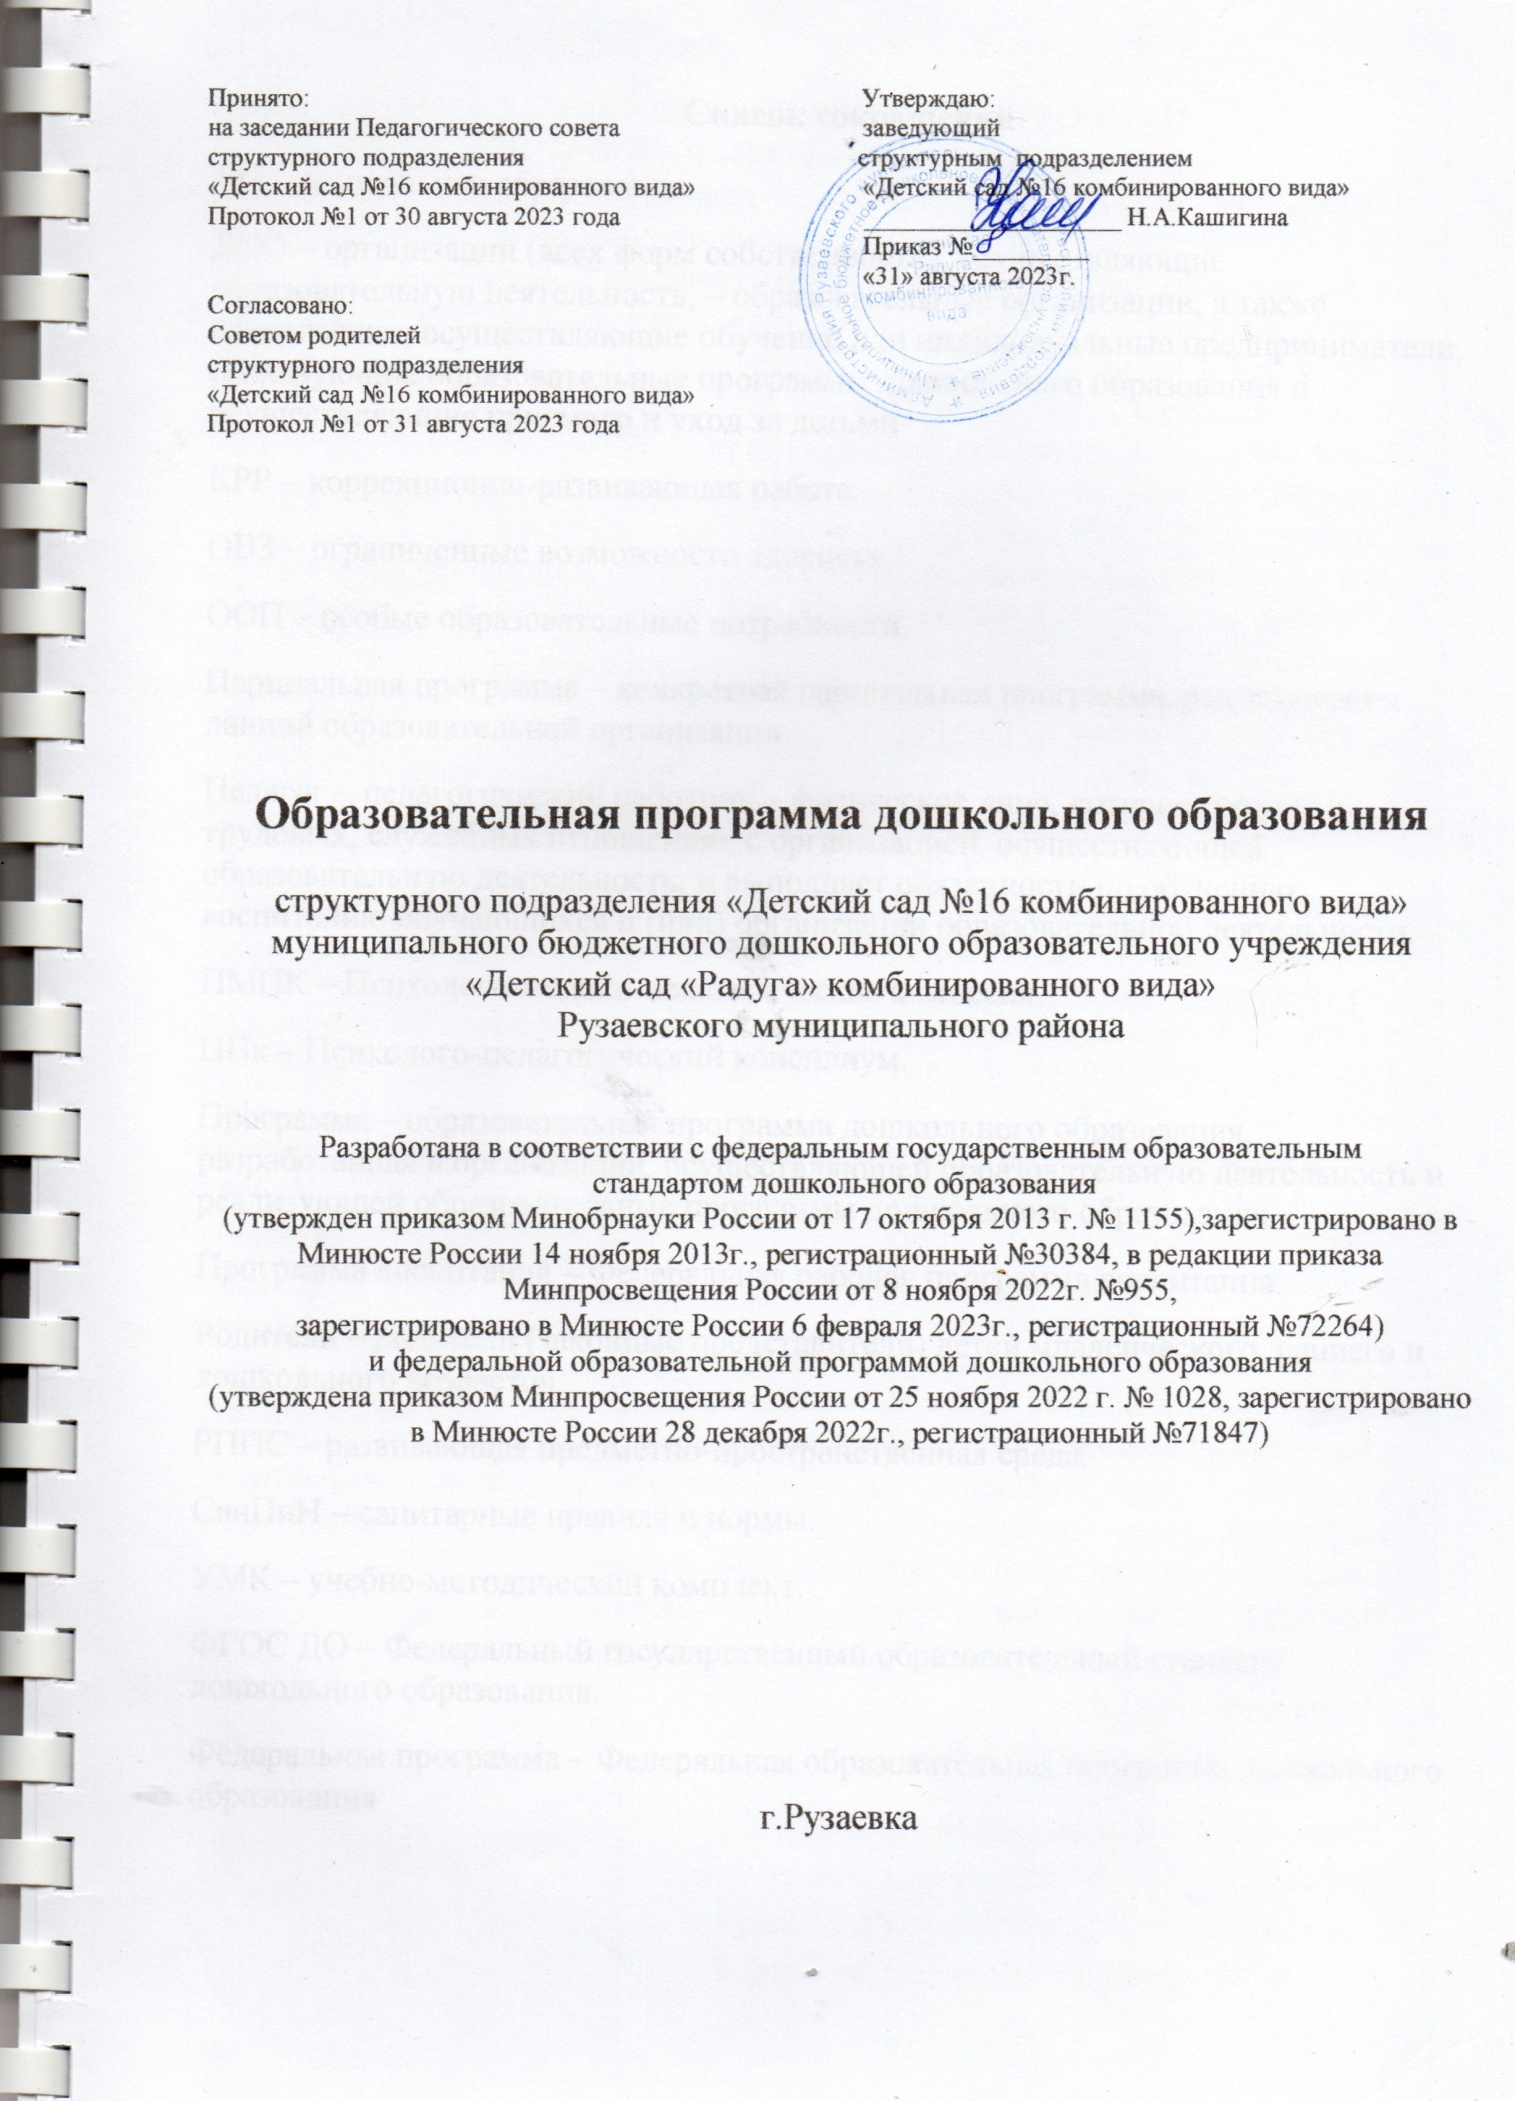 Принято:
на заседании Педагогического совета
структурного подразделения
«Детский сад №16 комбинированного вида»
Протокол №1 от 30 августа 2023 года
Согласовано:
Советом родителей
структурного подразделения
«Детский сад №16 комбинированного вида»
Протокол №1 от 31 августа 2023 года
Утверждаю:
заведующий
структурным подразделением
«Детский сад №16 комбинированного вида»
____________________ Н.А.Кашигина
Приказ №_________
«31» августа 2023г.
Радуга
комбинированного
вида
Образовательная программа дошкольного образования
структурного подразделения «Детский сад №16 комбинированного вида»
муниципального бюджетного дошкольного образовательного учреждения
«Детский сад «Радуга» комбинированного вида»
Рузаевского муниципального района
Разработана в соответствии с федеральным государственным образовательным
стандартом дошкольного образования
(утвержден приказом Минобрнауки России от 17 октября 2013 г. № 1155),зарегистрировано в
Минюсте России 14 ноября 2013г., регистрационный №30384, в редакции приказа
Минпросвещения России от 8 ноября 2022г. №955,
зарегистрировано в Минюсте России 6 февраля 2023г., регистрационный №72264)
и федеральной образовательной программой дошкольного образования
(утверждена приказом Минпросвещения России от 25 ноября 2022 г. № 1028, зарегистрировано
в Минюсте России 28 декабря 2022г., регистрационный №71847)
г.Рузаевка